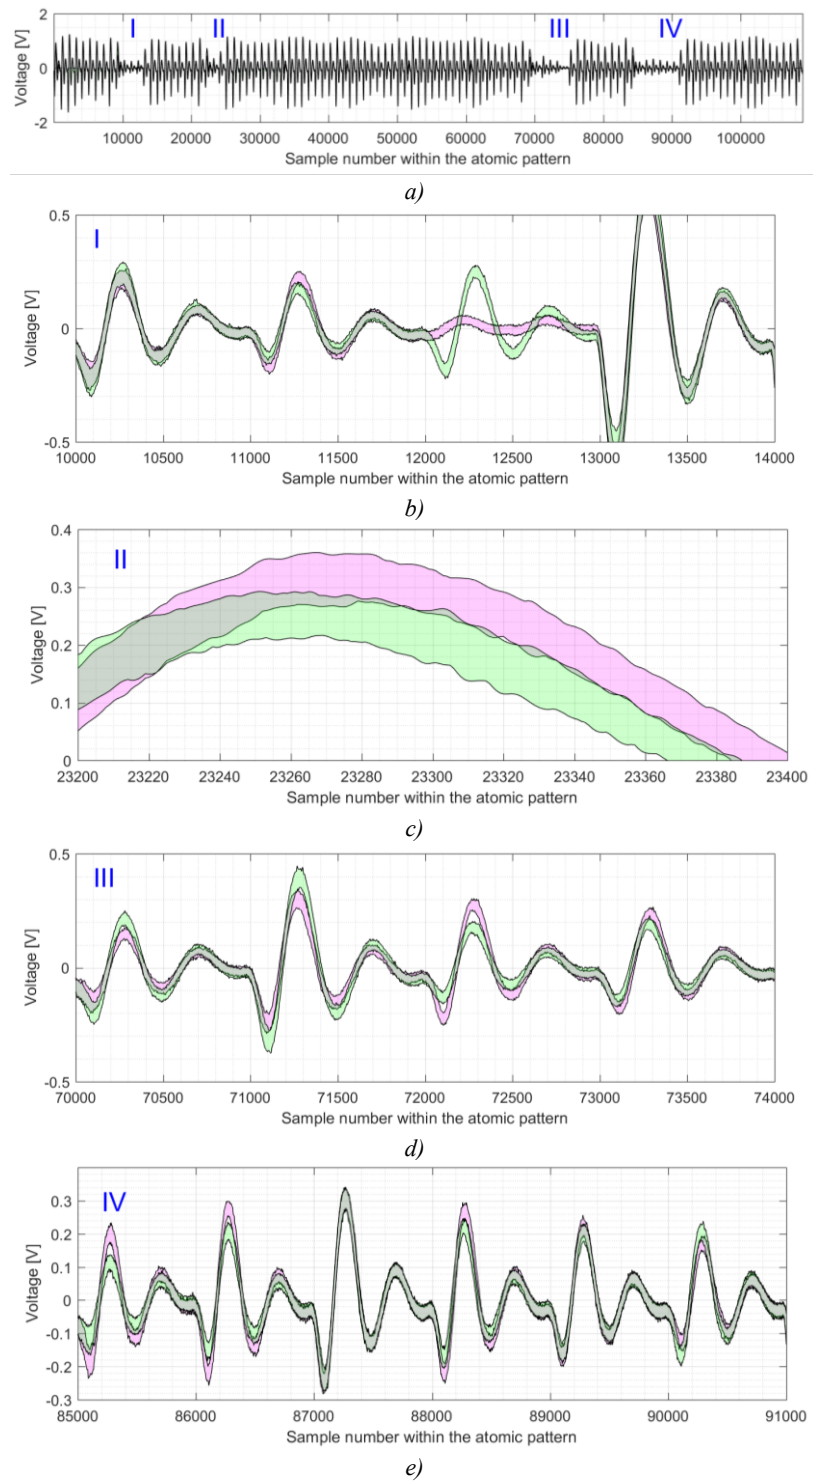 I II III IV
2
0
-2
Voltage [V]
10000 20000 30000 40000 50000 60000 70000 80000 90000 100000
Sample number within the atomic pattern
a)
I
0.5
0
-0.5
Voltage [V]
10000 10500 11000 11500 12000 12500 13000 13500 14000
Sample number within the atomic pattern
b)
II
0.4
0.3
0.2
0.1
0
Voltage [V]
23200 23220 23240 23260 23280 23300 23320 23340 23360 23380 23400
Sample number within the atomic pattern
c)
III
0.5
0
-0.5
Voltage [V]
70000 70500 71000 71500 72000 72500 73000 73500 74000
Sample number within the atomic pattern
d)
IV
0.3
0.2
0.1
0
-0.1
-0.2
-0.3
Voltage [V]
85000 86000 87000 88000 89000 90000 91000
Sample number within the atomic pattern
e)